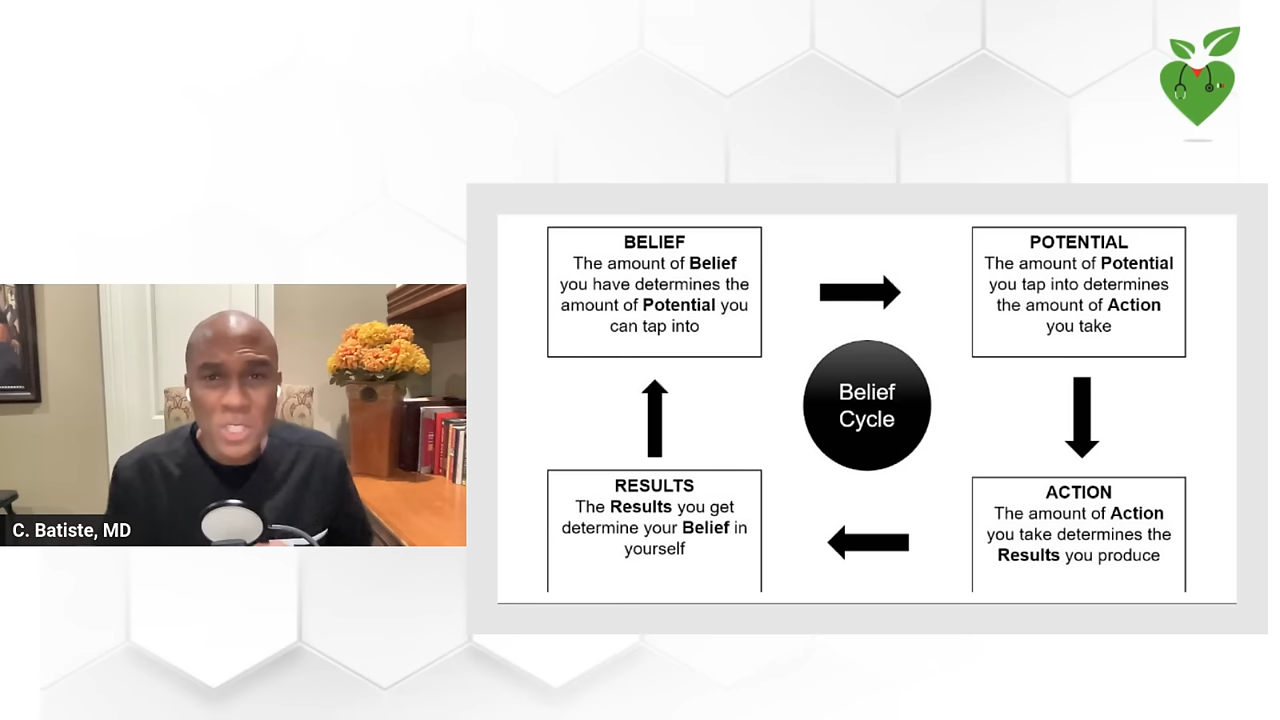 BELIEF
The amount of Belief
you have determines the
amount of Potential you
can tap into
POTENTIAL
The amount of Potential
you tap into determines
the amount of Action
you take
Belief
Cycle
RESULTS
The Results you get
determine your Belief in
yourself
ACTION
The amount of Action
you take determines the
Results you produce
C. Batiste, MD